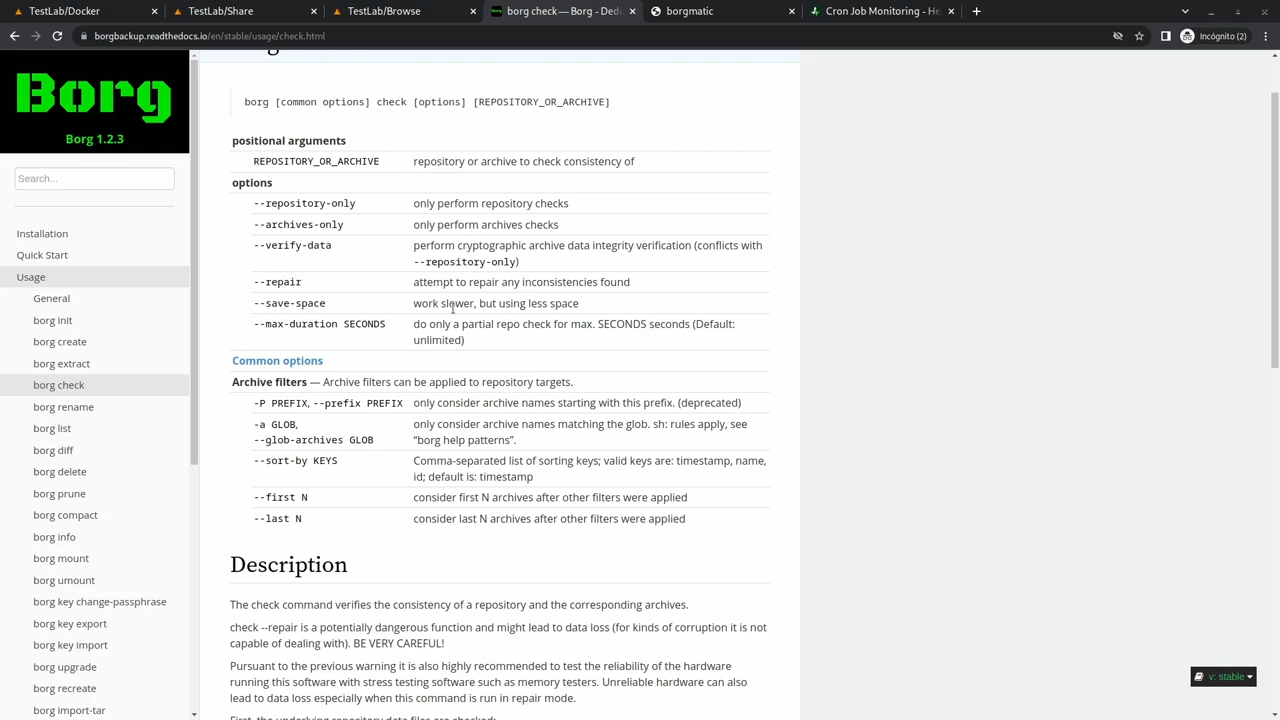 TestLab/Docker
TestLab/Share
TestLab/Browse
borg check — Borg - Dedu
borgmatic
Cron Job Monitoring - He
borgbackup.readthedocs.io/en/stable/usage/check.html
Incógnito (2)
Borg
Borg 1.2.3
Search...
Installation
Quick Start
Usage
General
borg init
borg create
borg extract
borg check
borg rename
borg list
borg diff
borg delete
borg prune
borg compact
borg info
borg mount
borg umount
borg key change-passphrase
borg key export
borg key import
borg upgrade
borg recreate
borg import-tar
borg [common options] check [options] [REPOSITORY_OR_ARCHIVE]
positional arguments
REPOSITORY_OR_ARCHIVE repository or archive to check consistency of
options
--repository-only only perform repository checks
--archives-only only perform archives checks
--verify-data perform cryptographic archive data integrity verification (conflicts with
--repository-only)
--repair attempt to repair any inconsistencies found
--save-space work slower, but using less space
--max-duration SECONDS do only a partial repo check for max. SECONDS seconds (Default:
unlimited)
Common options
Archive filters — Archive filters can be applied to repository targets.
-P PREFIX, --prefix PREFIX only consider archive names starting with this prefix. (deprecated)
-a GLOB, only consider archive names matching the glob. sh: rules apply, see
--glob-archives GLOB “borg help patterns”.
--sort-by KEYS Comma-separated list of sorting keys; valid keys are: timestamp, name,
id; default is: timestamp
--first N consider first N archives after other filters were applied
--last N consider last N archives after other filters were applied
Description
The check command verifies the consistency of a repository and the corresponding archives.
check --repair is a potentially dangerous function and might lead to data loss (for kinds of corruption it is not
capable of dealing with). BE VERY CAREFUL!
Pursuant to the previous warning it is also highly recommended to test the reliability of the hardware
running this software with stress testing software such as memory testers. Unreliable hardware can also
lead to data loss especially when this command is run in repair mode.
First, the underlying repository data files are checked:
v: stable